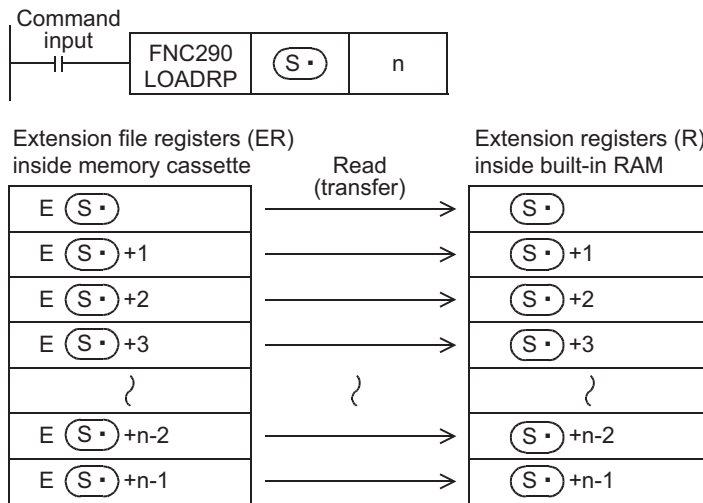 Command
input
FNC290
LOADRP
S·
n
Extension file registers (ER)
inside memory cassette
Read
(transfer)
Extension registers (R)
inside built-in RAM
E S·
S·
E S·+1
S·+1
E S·+2
S·+2
E S·+3
S·+3
E S·+n-2
S·+n-2
E S·+n-1
S·+n-1